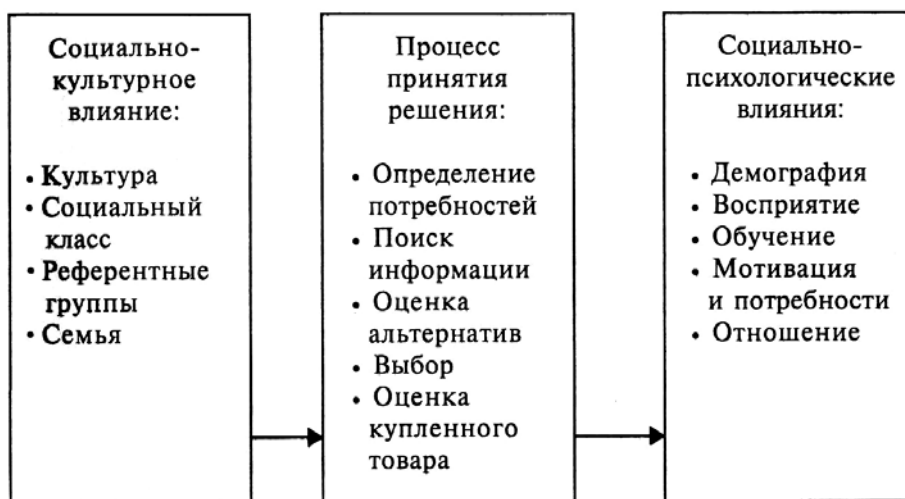 Социально-
культурное
влияние:
• Культура
• Социальный
класс
• Референтные
группы
• Семья
Процесс
принятия
решения:
• Определение
потребностей
• Поиск
информации
• Оценка
альтернатив
• Выбор
• Оценка
купленного
товара
Социально-
психологические
влияния:
• Демография
• Восприятие
• Обучение
• Мотивация
и потребности
• Отношение